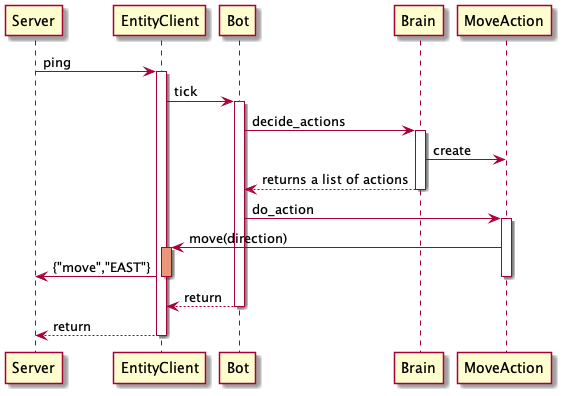 Server EntityClient Bot Brain MoveAction
ping
tick
decide_actions
create
returns a list of actions
do_action
move(direction)
{"move","EAST"}
return
return
Server EntityClient Bot Brain MoveAction